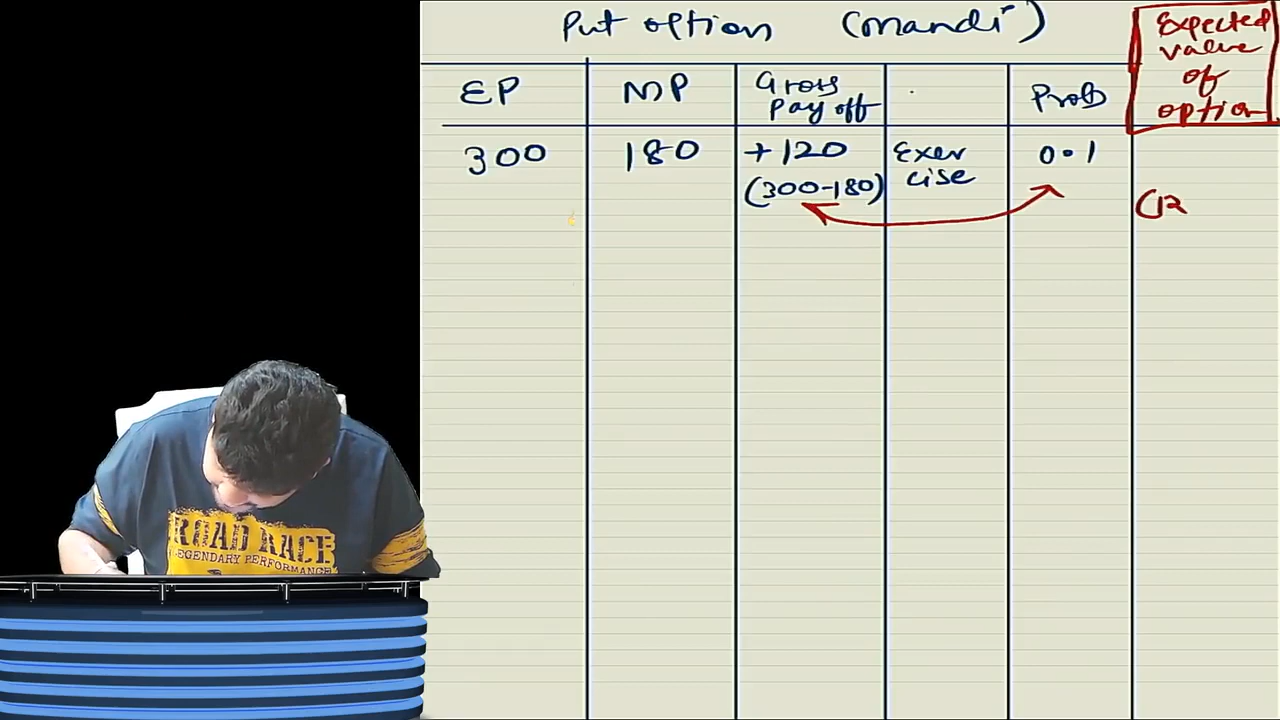 Put option (mandi)
Expected
value
of
option
EP
MP
Gross
Pay off
Prob
300
180
+120
(300-180)
Exer
cise
0.1
(12
ROAD RACE
LEGENDARY PERFORMANCE